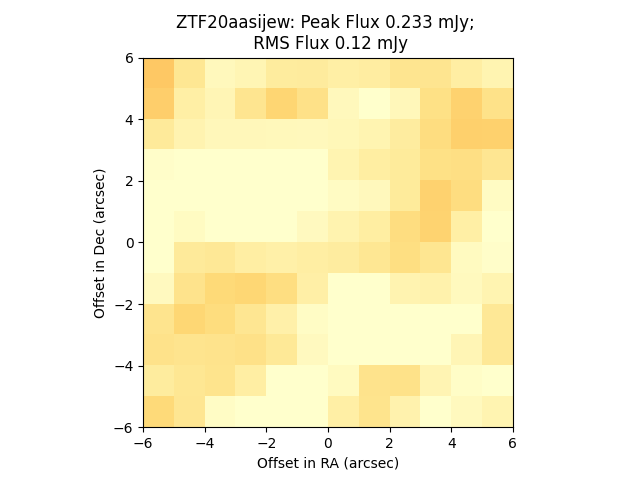 ZTF20aasijew: Peak Flux 0.233 mJy;
RMS Flux 0.12 mJy
6
4
2
0
−2
−4
−6
Offset in Dec (arcsec)
−6 −4 −2 0 2 4 6
Offset in RA (arcsec)